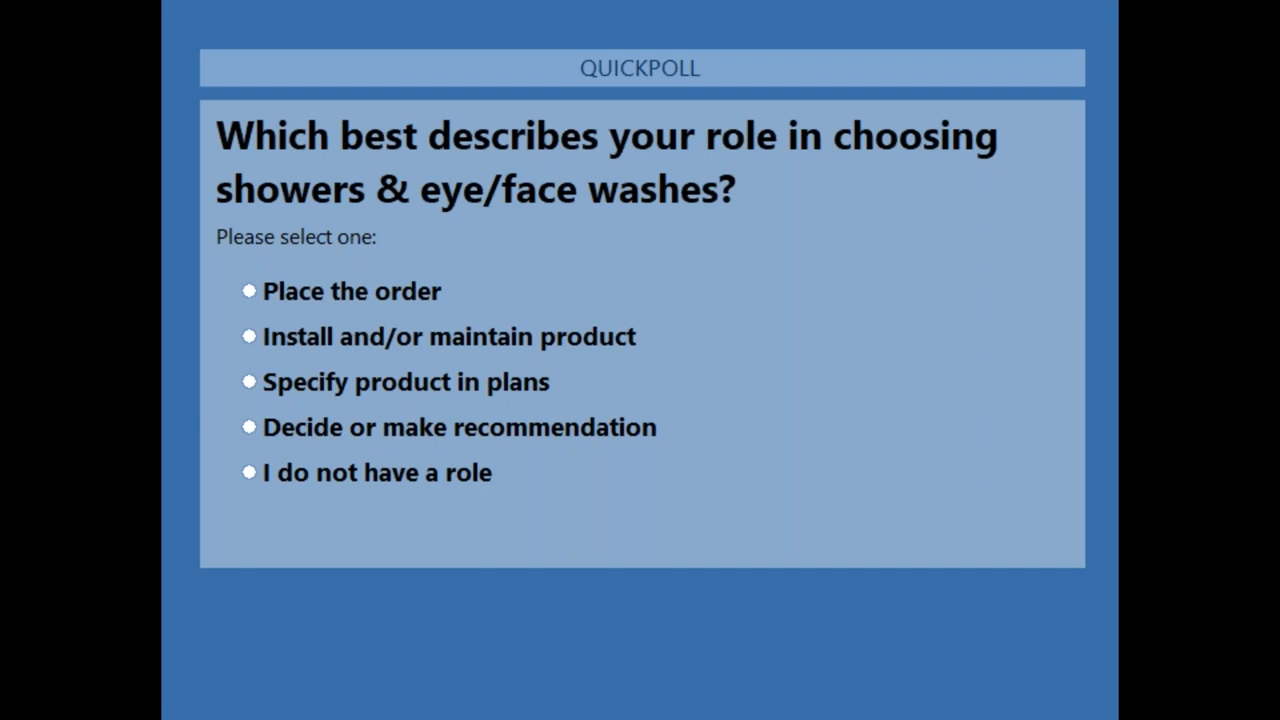 QUICKPOLL
Which best describes your role in choosing
showers & eye/face washes?
Please select one:
Place the order
Install and/or maintain product
Specify product in plans
Decide or make recommendation
I do not have a role